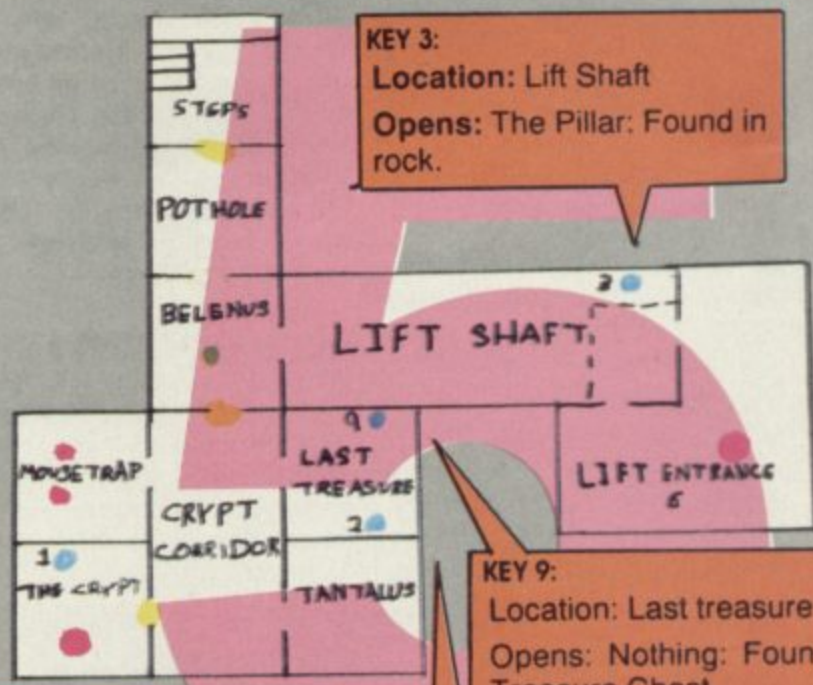 KEY 3:
Location: Lift Shaft
Opens: The Pillar: Found in
rock.
STEPS
POTHOLE
BELENUS
3
LIFT SHAFT
9
LAST
TREASURE
2
MOUSETRAP
CRYPT
CORRIDOR
LIFT ENTRANCE
6
1
THE CRYPT
TANTALUS
KEY 9:
Location: Last treasure
Opens: Nothing: Foun